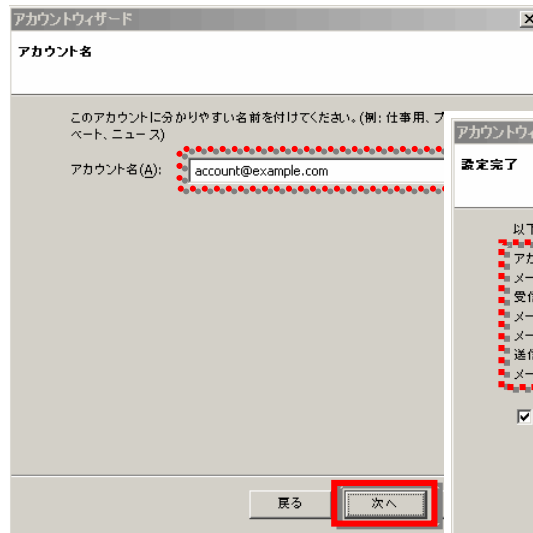 アカウントウィザード
アカウント名
このアカウントに分かりやすい名前を付けてください。(例: 仕事用、プ
ベート、ニュース)
アカウント名(A):
account@example.com
戻る
次へ
アカウントウィ
設定完了
以下
アカ
メー
受信
メー
メー
送信
メー